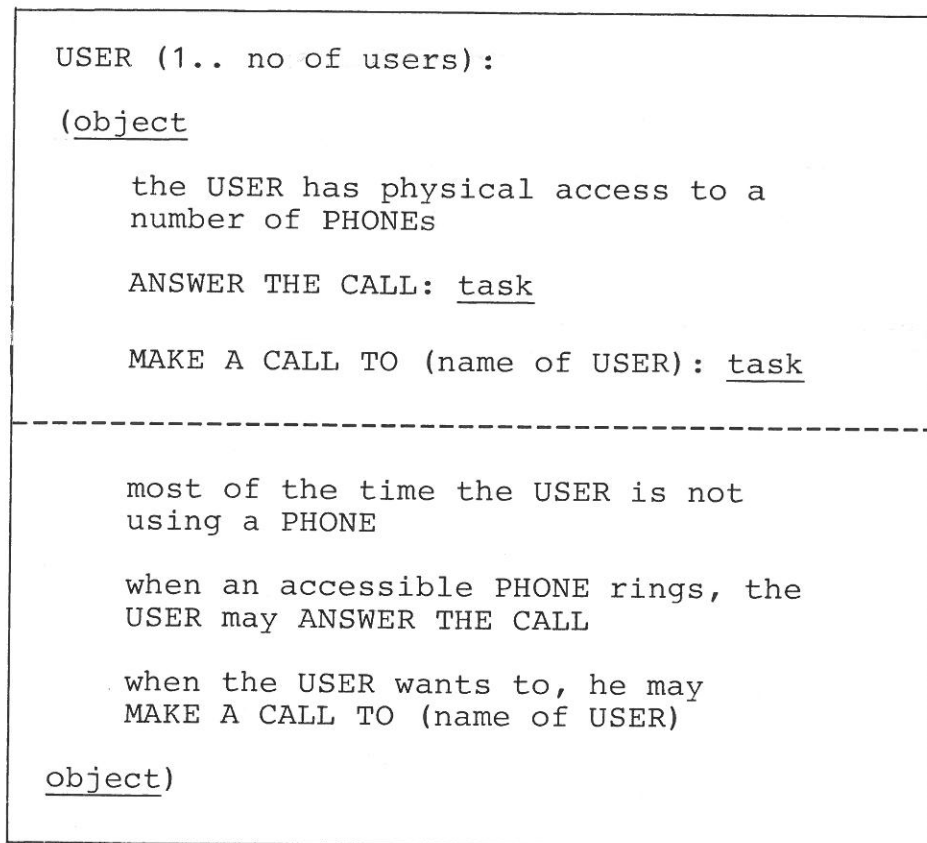 USER (1.. no of users):
(object
the USER has physical access to a
number of PHONEs
ANSWER THE CALL: task
MAKE A CALL TO (name of USER): task
most of the time the USER is not
using a PHONE
when an accessible PHONE rings, the
USER may ANSWER THE CALL
when the USER wants to, he may
MAKE A CALL TO (name of USER)
object)